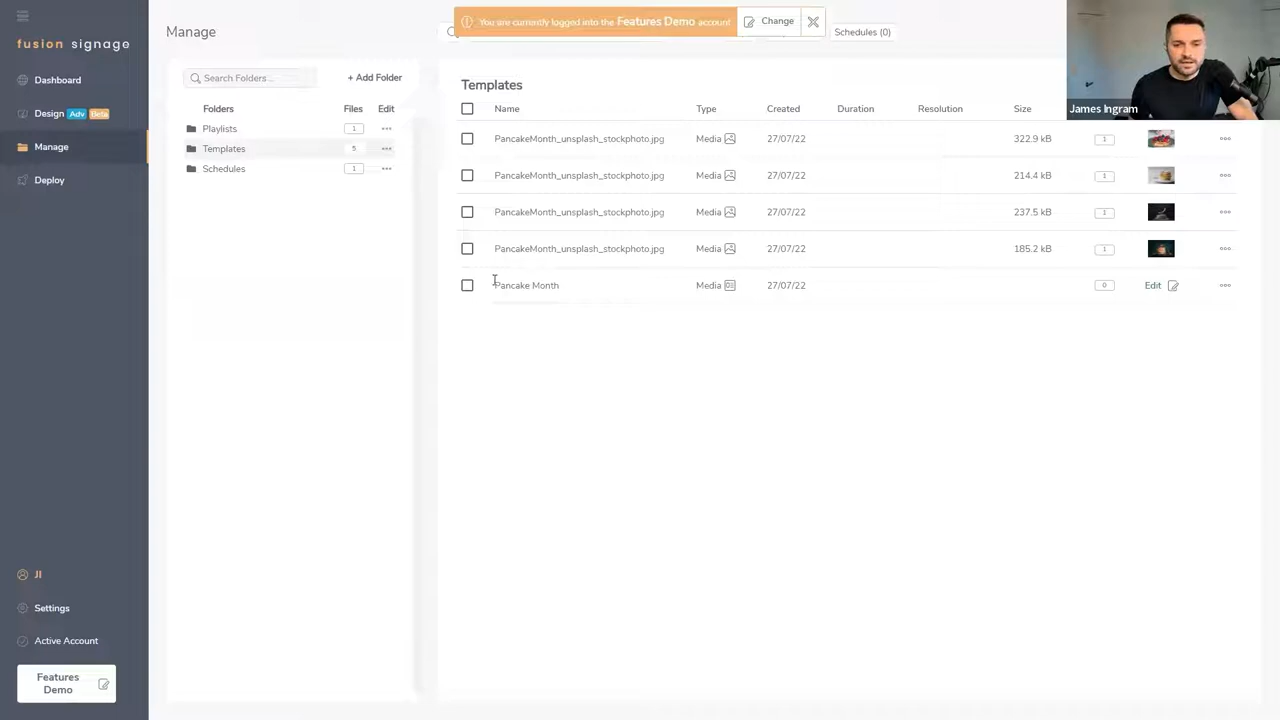 You are currently logged into the Features Demo account
Change
Manage
Schedules (0)
James Ingram
fusion signage
Dashboard
Design Adv Beta
Manage
Deploy
JI
Settings
Active Account
Features
Demo
Search Folders...
+ Add Folder
Folders Files Edit
Playlists 1
Templates 5
Schedules 1
Templates
Name Type Created Duration Resolution Size
PancakeMonth_unsplash_stockphoto.jpg Media 27/07/22 322.9 kB 1
PancakeMonth_unsplash_stockphoto.jpg Media 27/07/22 214.4 kB 1
PancakeMonth_unsplash_stockphoto.jpg Media 27/07/22 237.5 kB 1
PancakeMonth_unsplash_stockphoto.jpg Media 27/07/22 185.2 kB 1
Pancake Month Media 27/07/22 0 Edit